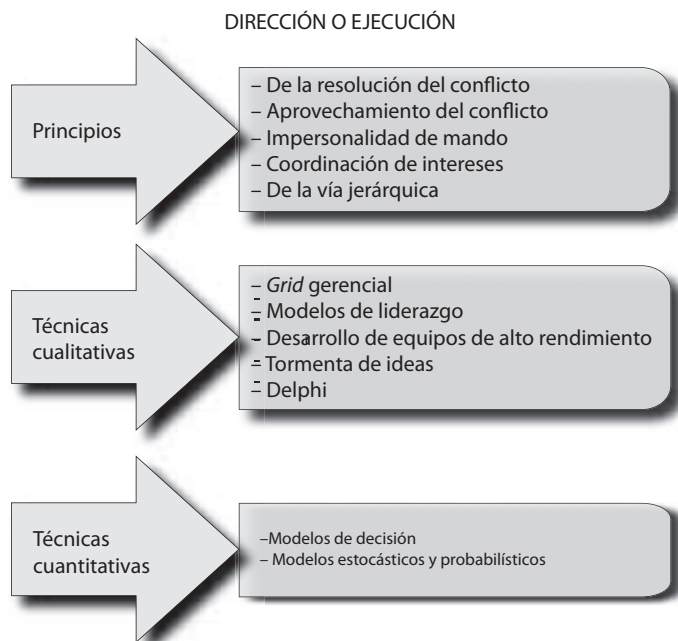 DIRECCIÓN O EJECUCIÓN
Principios
– De la resolución del conflicto
– Aprovechamiento del conflicto
– Impersonalidad de mando
– Coordinación de intereses
– De la vía jerárquica
Técnicas
cualitativas
– Grid gerencial
– Modelos de liderazgo
– Desarrollo de equipos de alto rendimiento
– Tormenta de ideas
– Delphi
Técnicas
cuantitativas
–Modelos de decisión
– Modelos estocásticos y probabilísticos